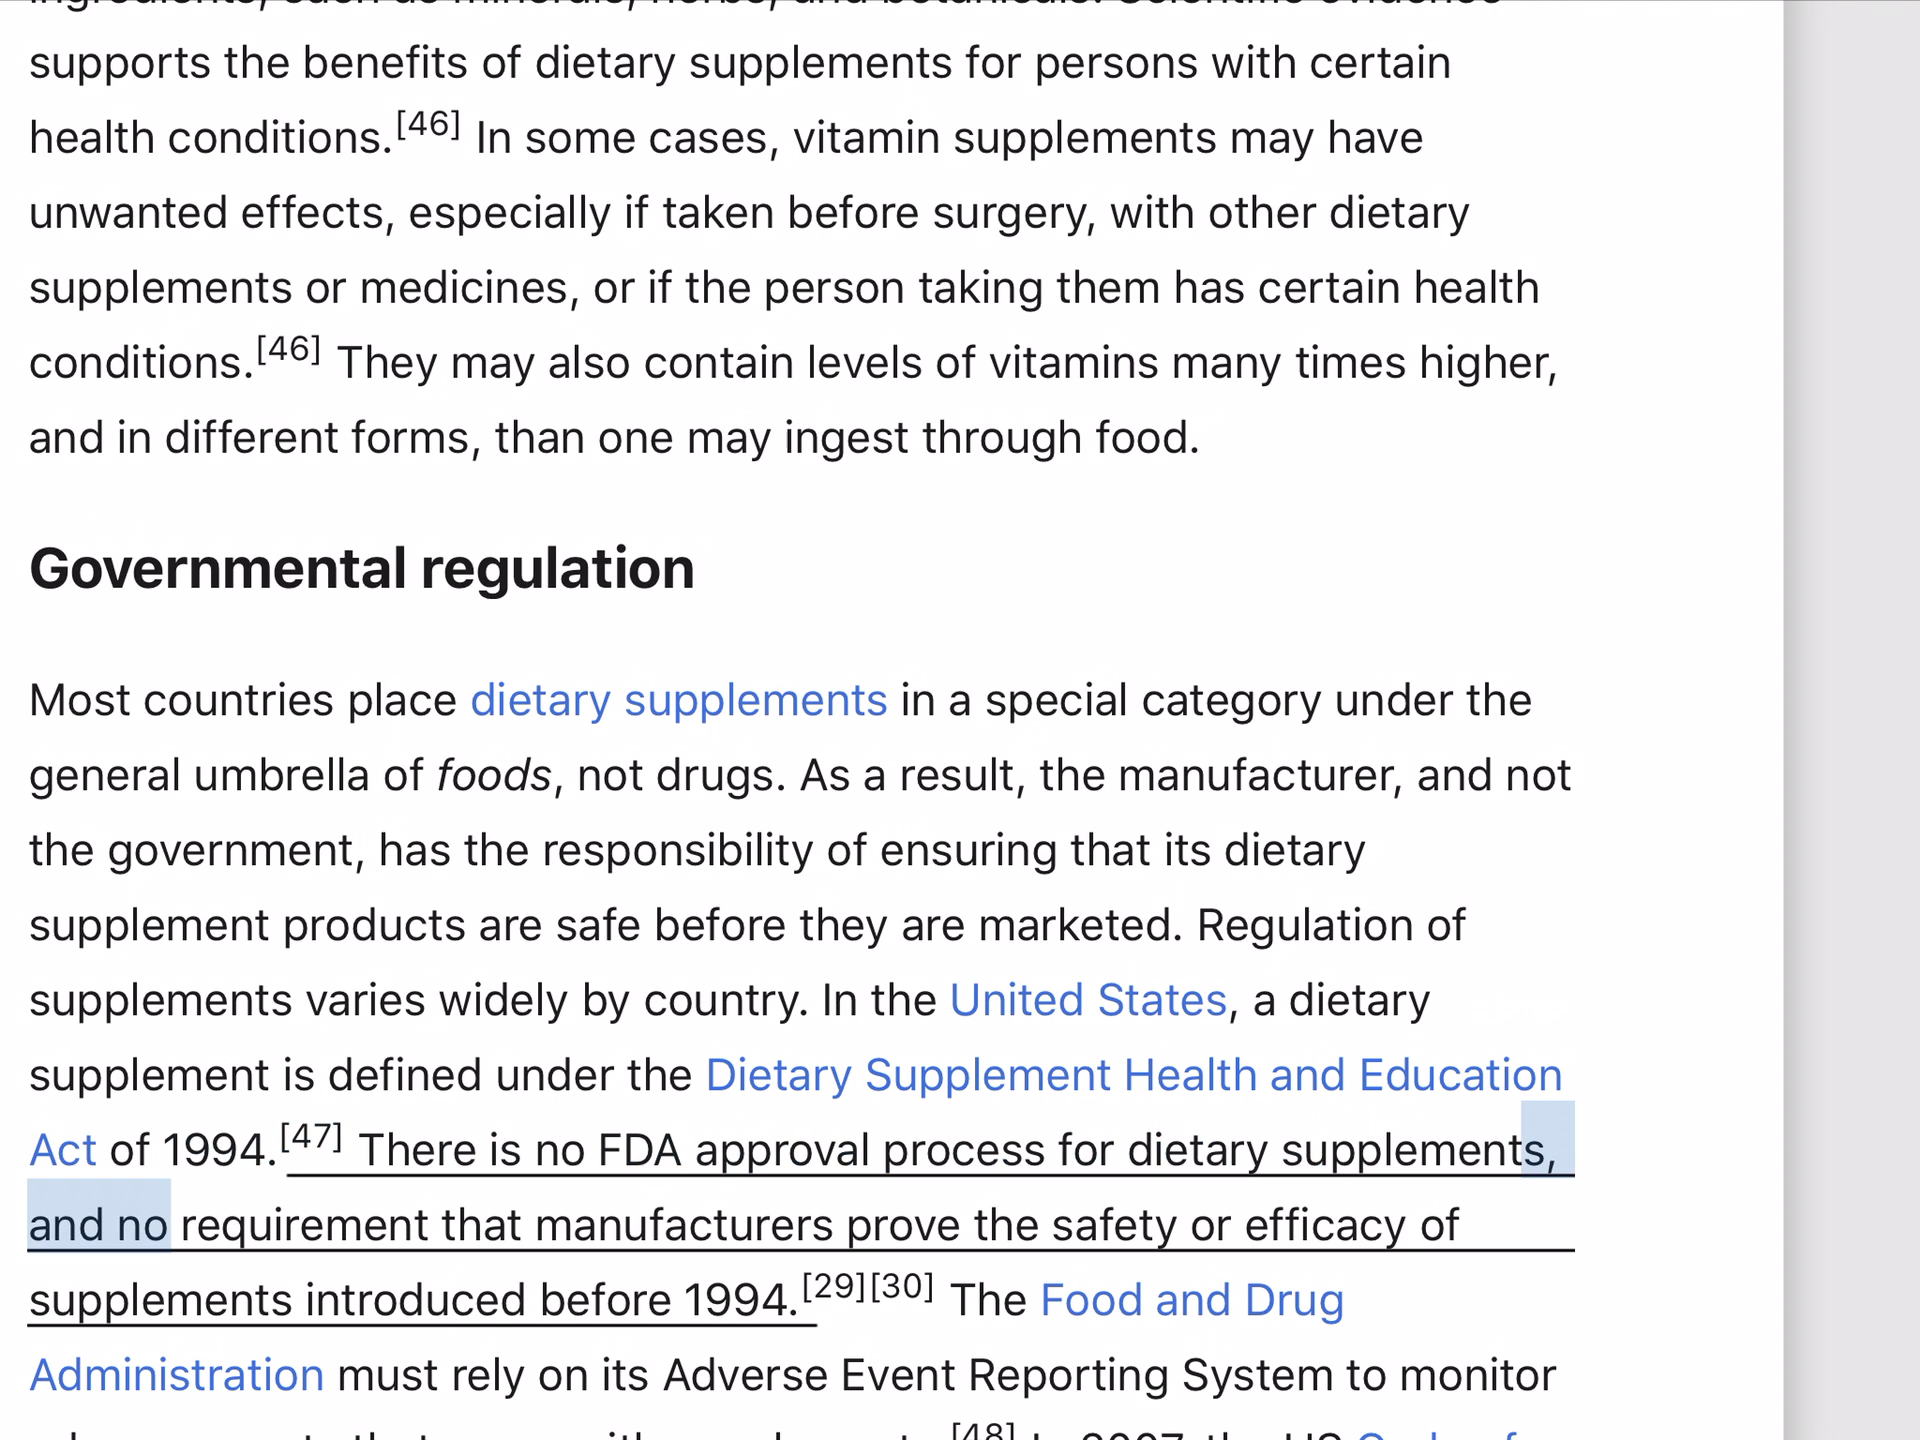 supports the benefits of dietary supplements for persons with certain
health conditions.[46] In some cases, vitamin supplements may have
unwanted effects, especially if taken before surgery, with other dietary
supplements or medicines, or if the person taking them has certain health
conditions.[46] They may also contain levels of vitamins many times higher,
and in different forms, than one may ingest through food.
Governmental regulation
Most countries place dietary supplements in a special category under the
general umbrella of foods, not drugs. As a result, the manufacturer, and not
the government, has the responsibility of ensuring that its dietary
supplement products are safe before they are marketed. Regulation of
supplements varies widely by country. In the United States, a dietary
supplement is defined under the Dietary Supplement Health and Education
Act of 1994.[47] There is no FDA approval process for dietary supplements,
and no requirement that manufacturers prove the safety or efficacy of
supplements introduced before 1994.[29][30] The Food and Drug
Administration must rely on its Adverse Event Reporting System to monitor